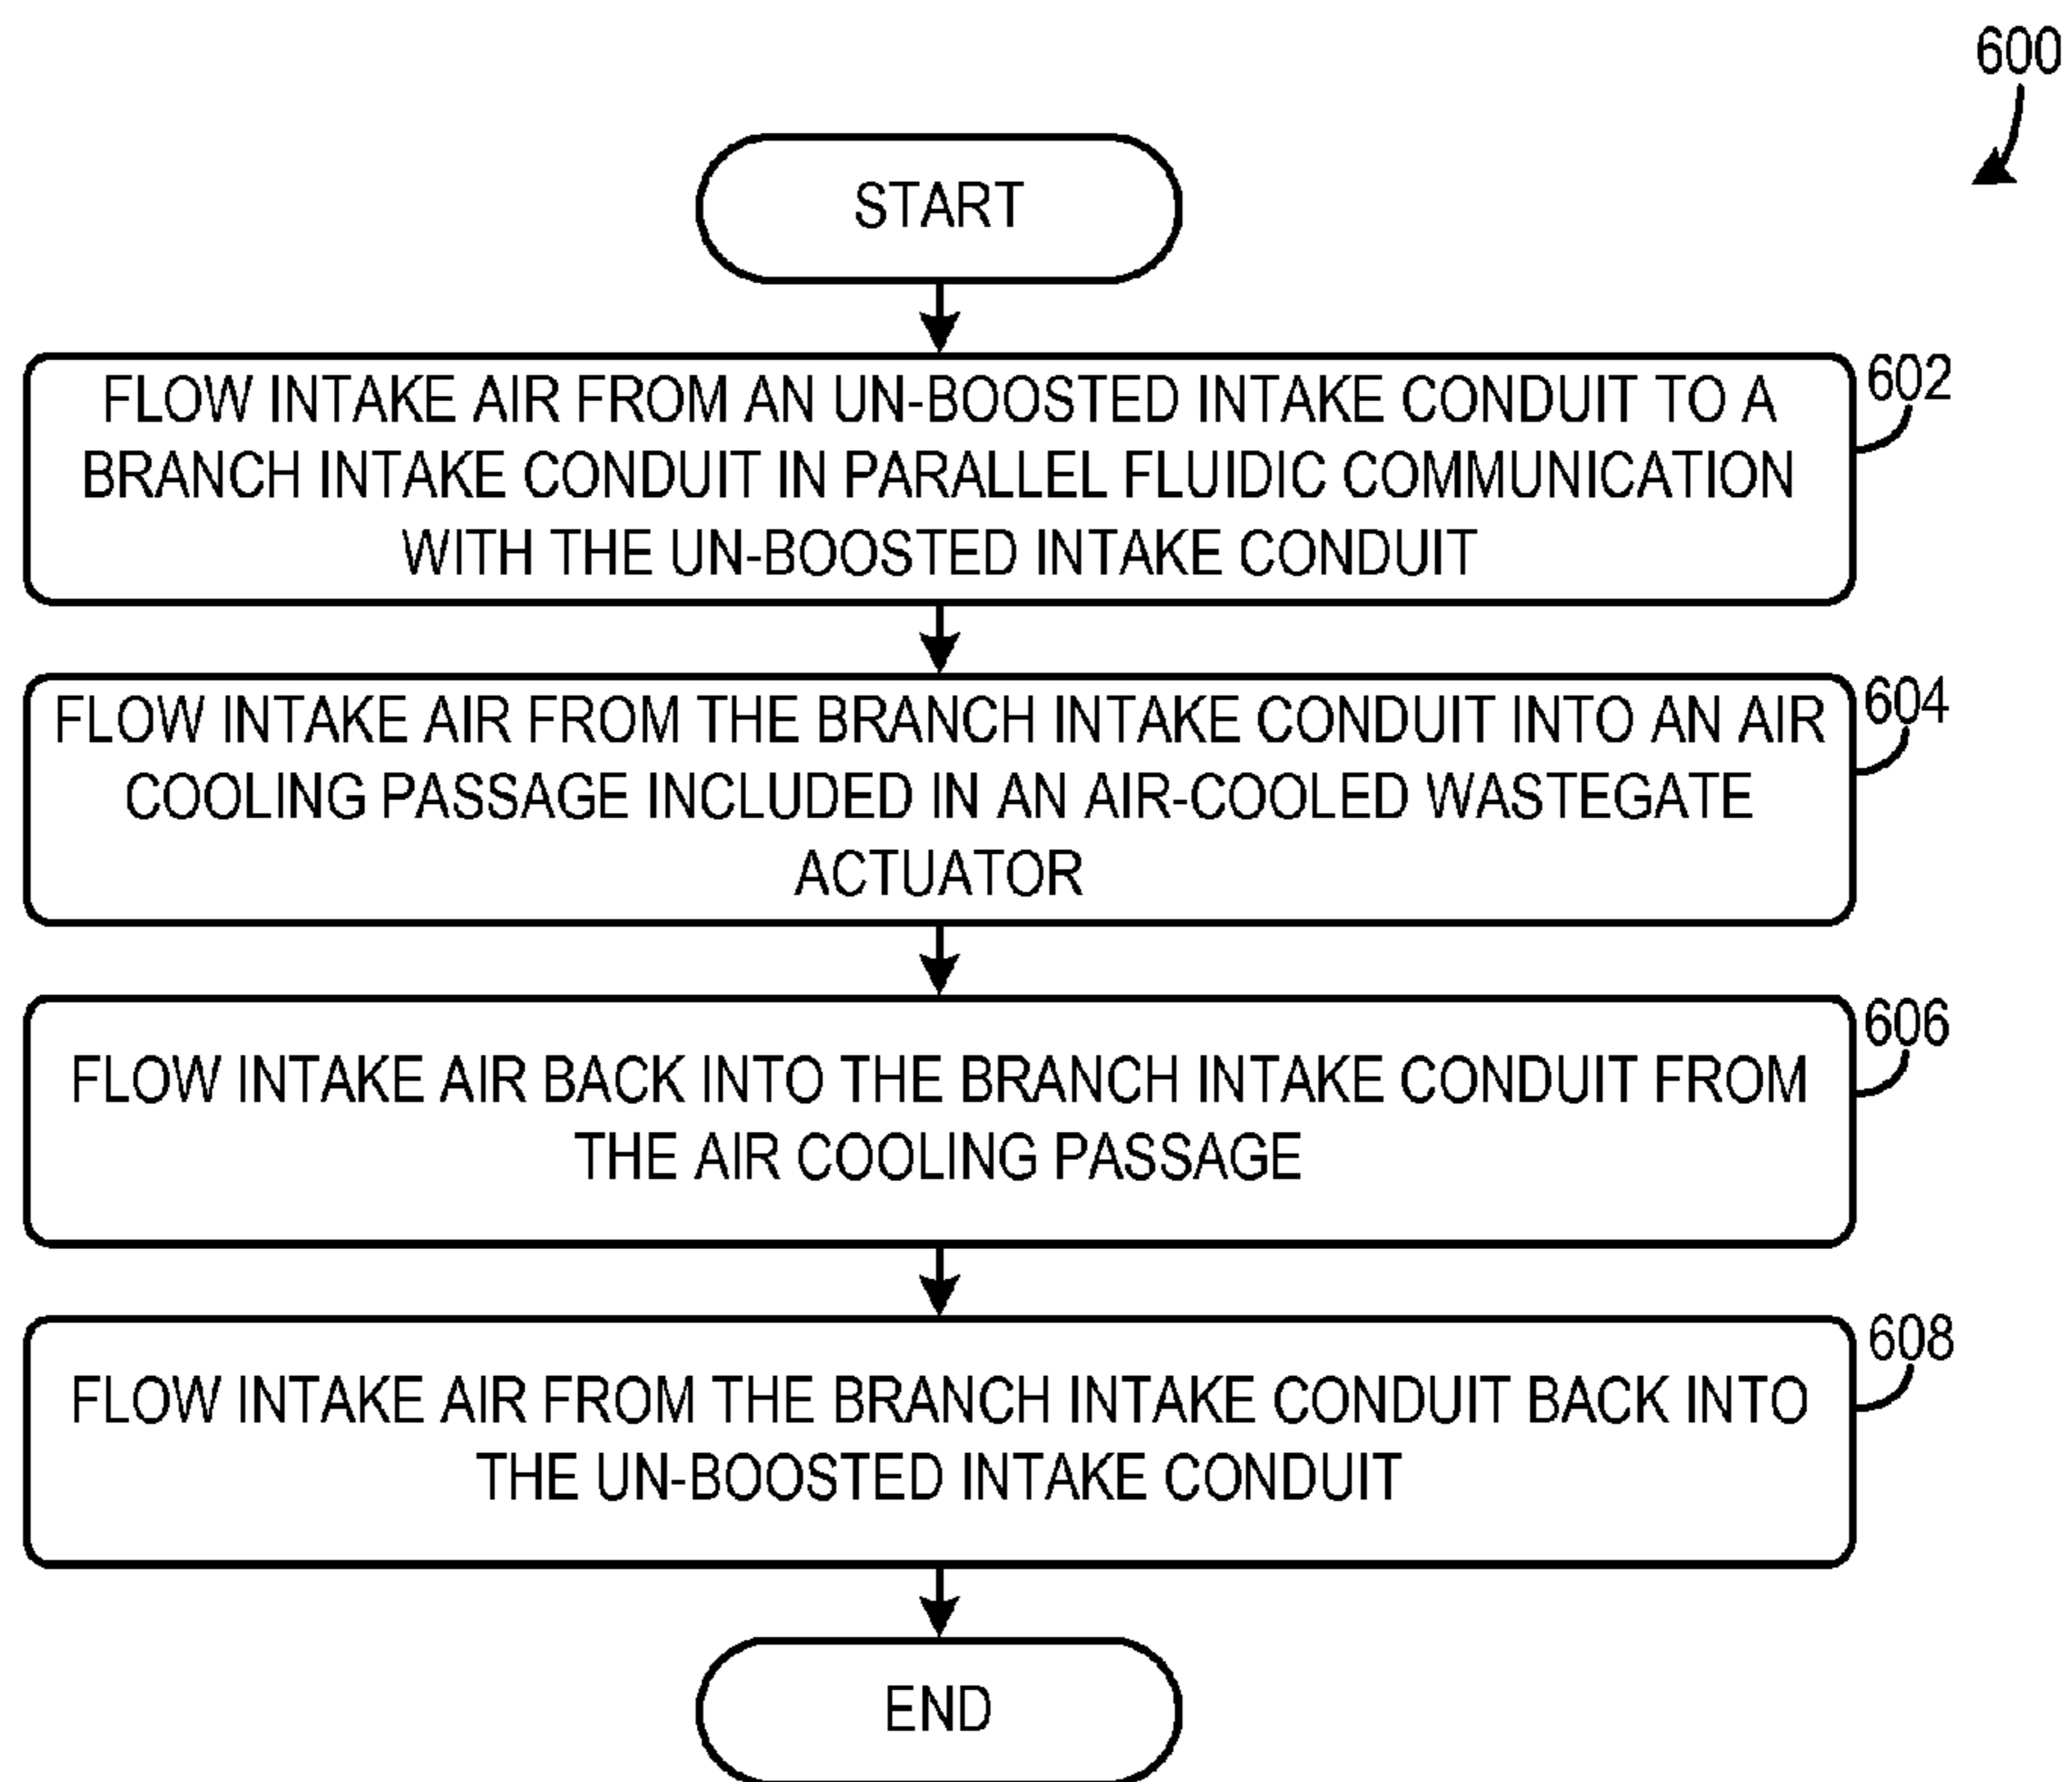 600
START
FLOW INTAKE AIR FROM AN UN-BOOSTED INTAKE CONDUIT TO A
BRANCH INTAKE CONDUIT IN PARALLEL FLUIDIC COMMUNICATION
WITH THE UN-BOOSTED INTAKE CONDUIT
602
FLOW INTAKE AIR FROM THE BRANCH INTAKE CONDUIT INTO AN AIR
COOLING PASSAGE INCLUDED IN AN AIR-COOLED WASTEGATE
ACTUATOR
604
FLOW INTAKE AIR BACK INTO THE BRANCH INTAKE CONDUIT FROM
THE AIR COOLING PASSAGE
606
FLOW INTAKE AIR FROM THE BRANCH INTAKE CONDUIT BACK INTO
THE UN-BOOSTED INTAKE CONDUIT
608
END